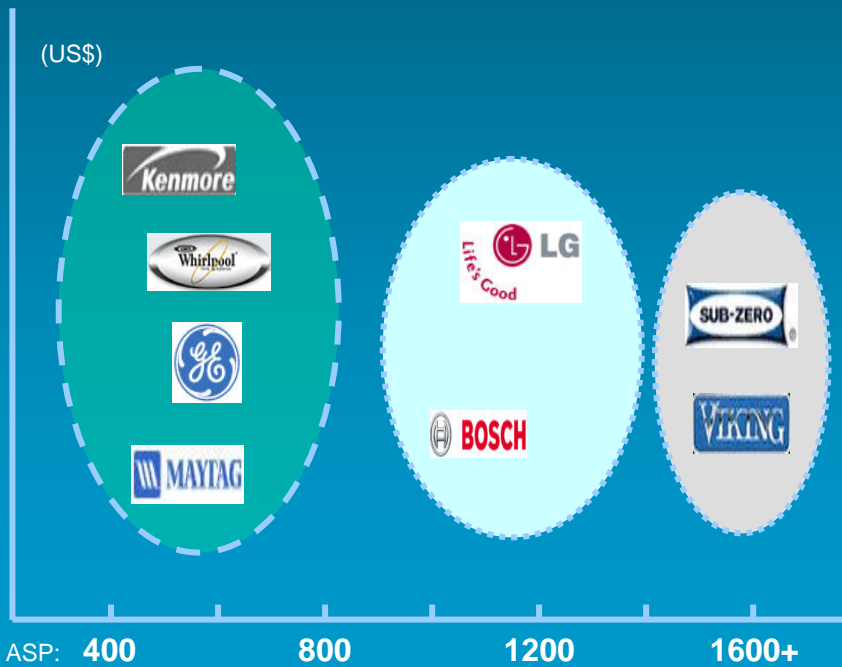 (US$)
Kenmore
Whirlpool
GE
MAYTAG
LG
Life's Good
BOSCH
SUB-ZERO
®
VIKING
ASP: 400 800 1200 1600+